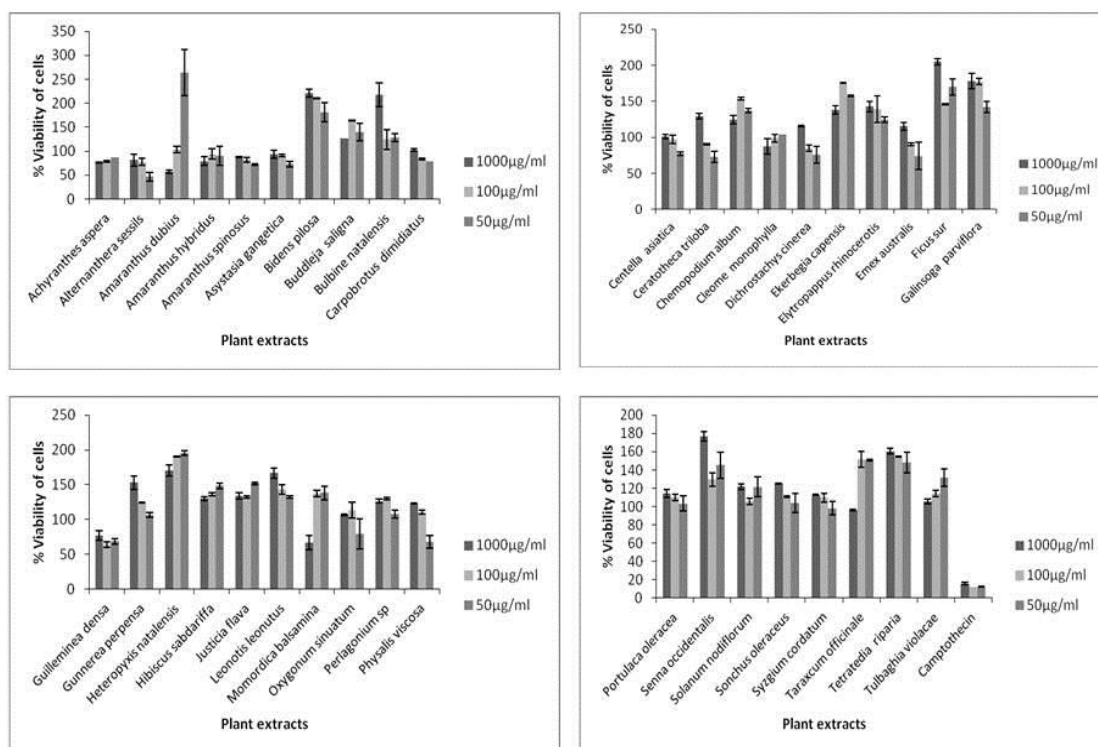 350
300
250
200
150
100
50
0
% Viability of cells
1000µg/ml
100µg/ml
50µg/ml
Achyranthes aspera
Alternanthera sessils
Amaranthus dubius
Amaranthus hybridus
Amaranthus spinosus
Asystasia gangetica
Bidens pilosa
Buddleja saligna
Bulbine natalensis
Carpobrotus dimidiatus
Plant extracts
250
200
150
100
50
0
% Viability of cells
1000µg/ml
100µg/ml
50µg/ml
Centella asiatica
Ceratotheca triloba
Chemopodium album
Cleome monophylla
Dichrostachys cinerea
Ekerbegia capensis
Elytropappus rhinocerotis
Emex australis
Ficus sur
Galinsoga parviflora
Plant extracts
250
200
150
100
50
0
% Viability of cells
1000µg/ml
100µg/ml
50µg/ml
Guilleminea densa
Gunnerea perpensa
Heteropyxis natalensis
Hibiscus sabdariffa
Justicia flava
Leonotis leonutus
Momordica balsamina
Oxygonum sinuatum
Perlagonium sp
Physalis viscosa
Plant extracts
200
180
160
140
120
100
80
60
40
20
0
% Viability of cells
1000µg/ml
100µg/ml
50µg/ml
Portulaca oleracea
Senna occidentalis
Solanum nodiflorum
Sonchus oleraceus
Syzgium cordatum
Taraxcum officinale
Tetratedia riparia
Tulbaghia violacae
Camptothecin
Plant extracts